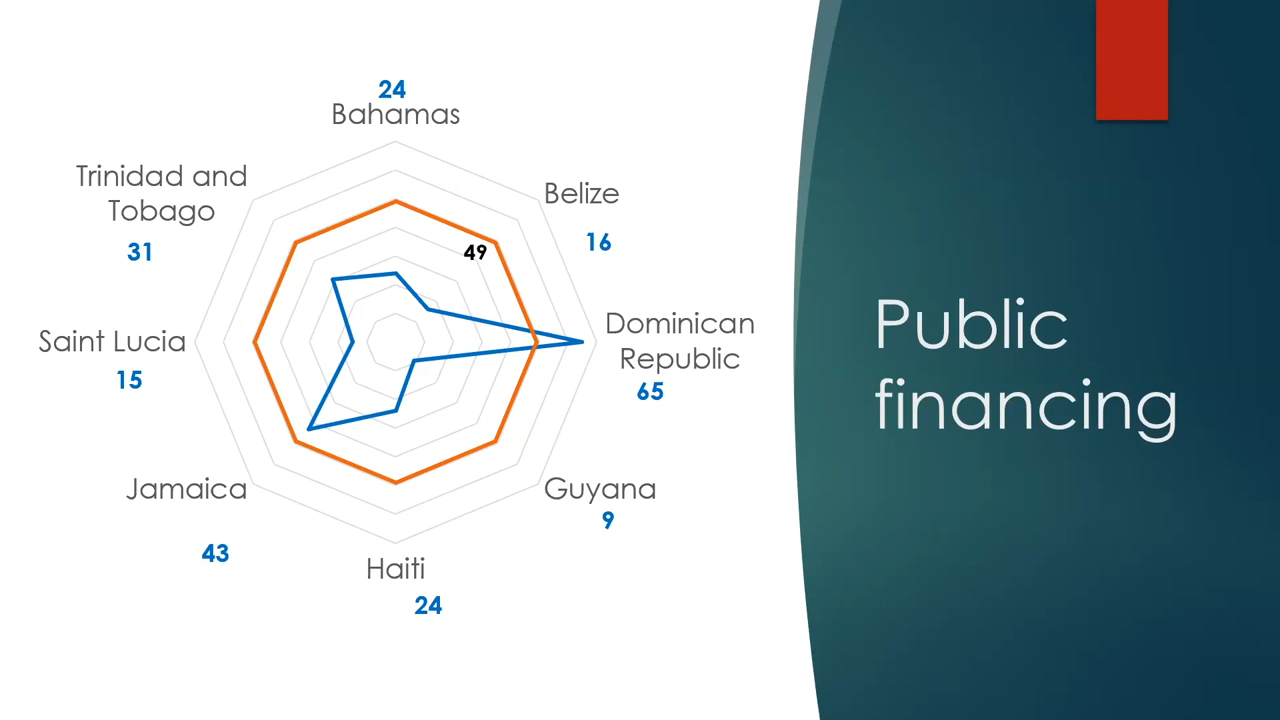 24
Bahamas
Trinidad and
Tobago
31
Belize
16
49
Saint Lucia
15
Dominican
Republic
65
Jamaica
43
Guyana
9
Haiti
24
Public
financing